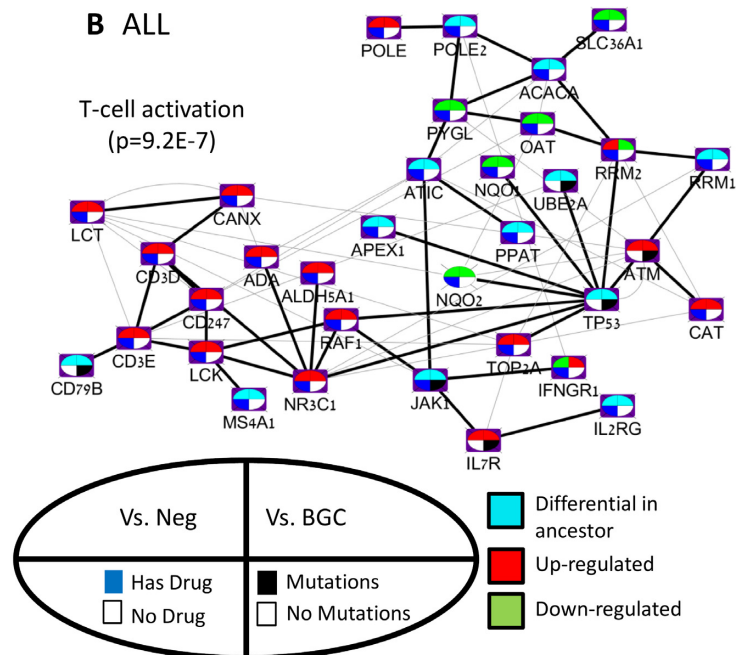 B ALL
T-cell activation
(p=9.2E-7)
POLE
POLE2
SLC36A1
ACACA
PYGL
OAT
RRM2
RRM1
ATIC
NQO1
UBE2A
LCT
CANX
APEX1
PPAT
ATM
CD3D
ADA
ALDH5A1
NQO2
TP53
CAT
CD247
RAF1
CD3E
LCK
TOP2A
IFNGR1
CD79B
MS4A1
NR3C1
JAK1
IL2RG
IL7R
Vs. Neg
Vs. BGC
Has Drug
No Drug
Mutations
No Mutations
Differential in
ancestor
Up-regulated
Down-regulated